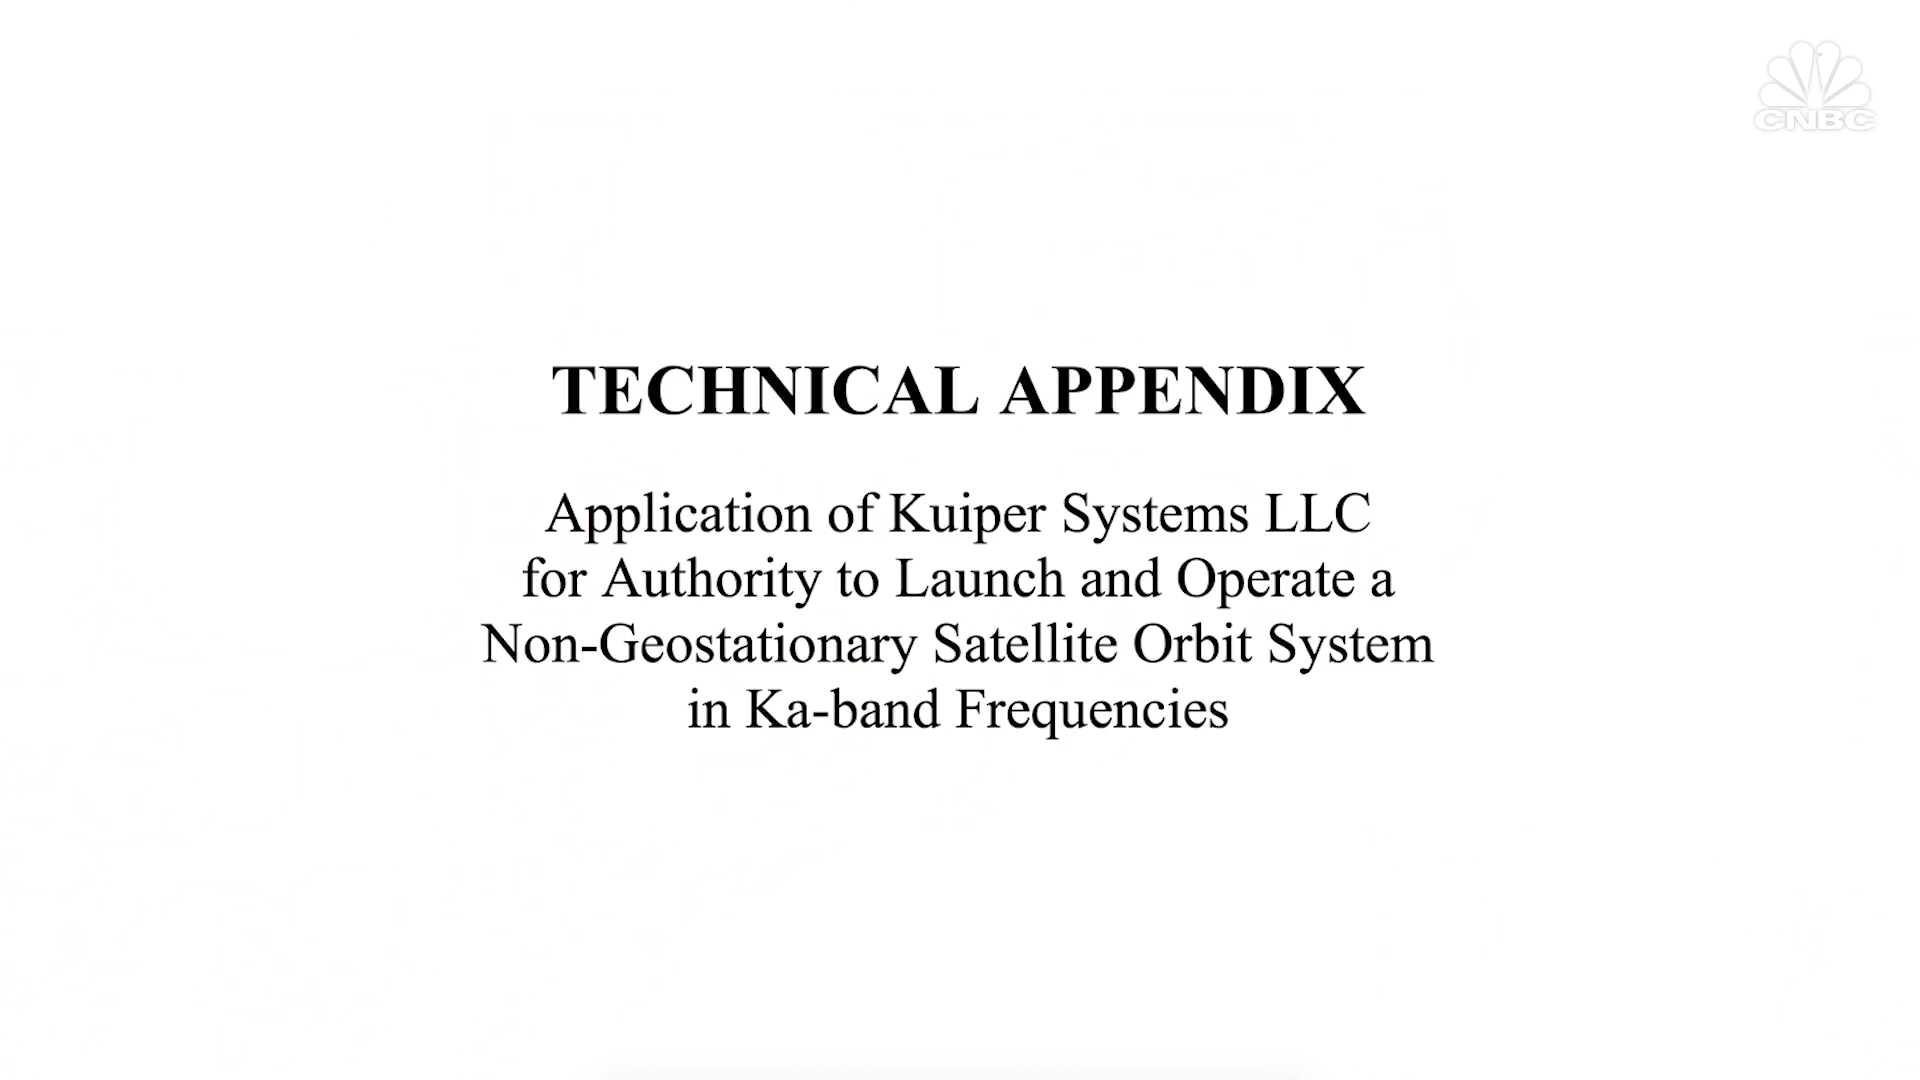 CNBC
TECHNICAL APPENDIX
Application of Kuiper Systems LLC
for Authority to Launch and Operate a
Non-Geostationary Satellite Orbit System
in Ka-band Frequencies